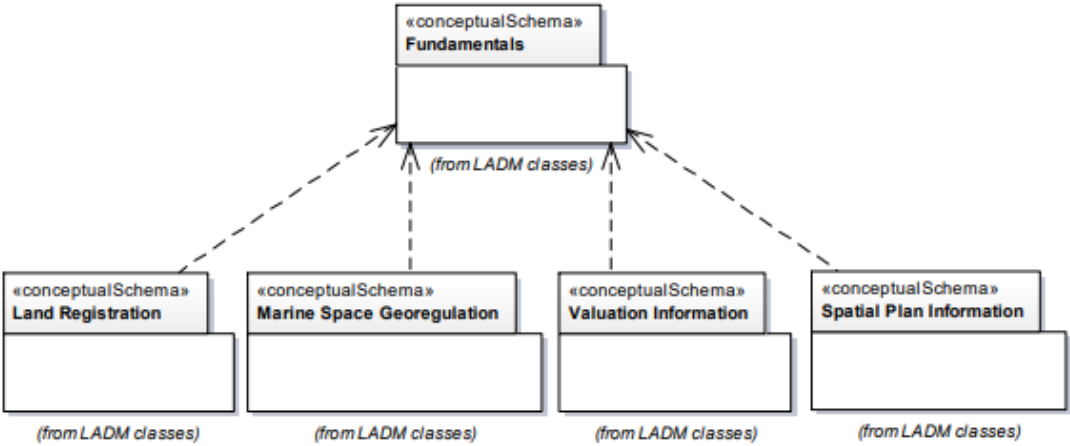 «conceptualSchema»
Fundamentals
(from LADM classes)
«conceptualSchema»
Land Registration
(from LADM classes)
«conceptualSchema»
Marine Space Georegulation
(from LADM classes)
«conceptualSchema»
Valuation Information
(from LADM classes)
«conceptualSchema»
Spatial Plan Information
(from LADM classes)